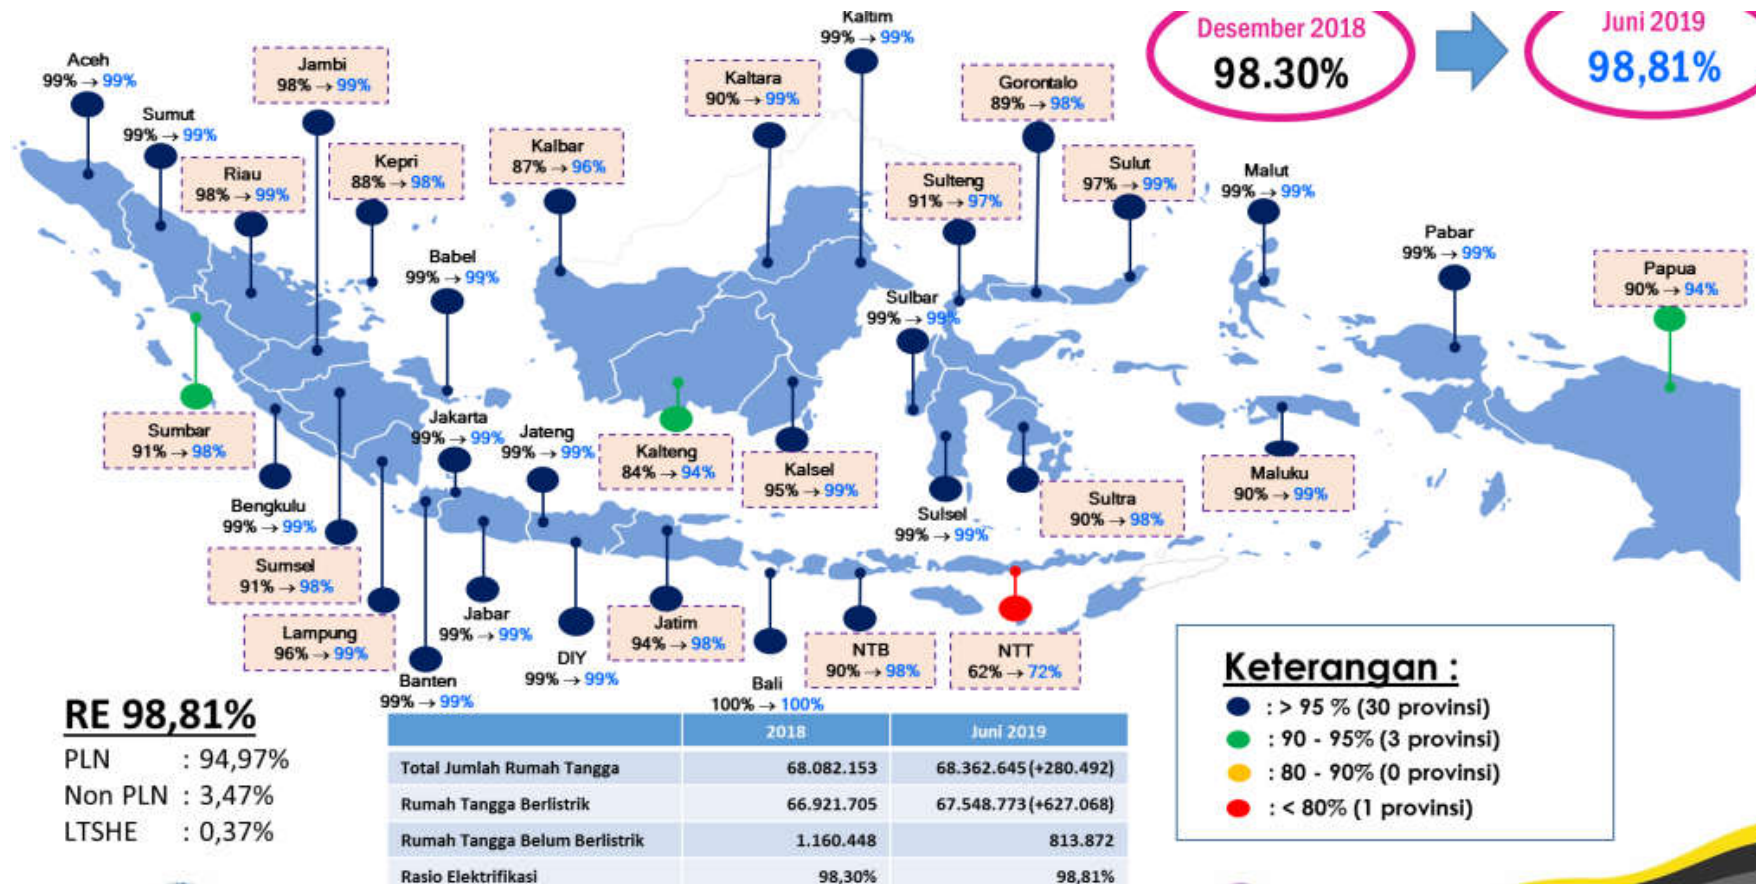 Kaltim
99% → 99%
Desember 2018
98.30%
Juni 2019
98,81%
Aceh
99% → 99%
Jambi
98% → 99%
Kaltara
90% → 99%
Gorontalo
89% → 98%
Sumut
99% → 99%
Riau
98% → 99%
Kepri
88% → 98%
Kalbar
87% → 96%
Sulteng
91% → 97%
Sulut
97% → 99%
Malut
99% → 99%
Pabar
99% → 99%
Papua
90% → 94%
Babel
99% → 99%
Sulbar
99% → 99%
Sumbar
91% → 98%
Jakarta
99% → 99%
Jateng
99% → 99%
Kalteng
84% → 94%
Kalsel
95% → 99%
Maluku
90% → 99%
Bengkulu
99% → 99%
Sulsel
99% → 99%
Sultra
90% → 98%
Sumsel
91% → 98%
Lampung
96% → 99%
Jabar
99% → 99%
Jatim
94% → 98%
DIY
99% → 99%
NTB
90% → 98%
NTT
62% → 72%
Banten
99% → 99%
Bali
100% → 100%
Keterangan :
: > 95 % (30 provinsi)
: 90 - 95% (3 provinsi)
: 80 - 90% (0 provinsi)
: < 80% (1 provinsi)
RE 98,81%
PLN : 94,97%
Non PLN : 3,47%
LTSHE : 0,37%
2018 Juni 2019
Total Jumlah Rumah Tangga 68.082.153 68.362.645 (+280.492)
Rumah Tangga Berlistrik 66.921.705 67.548.773 (+627.068)
Rumah Tangga Belum Berlistrik 1.160.448 813.872
Rasio Elektrifikasi 98,30% 98,81%